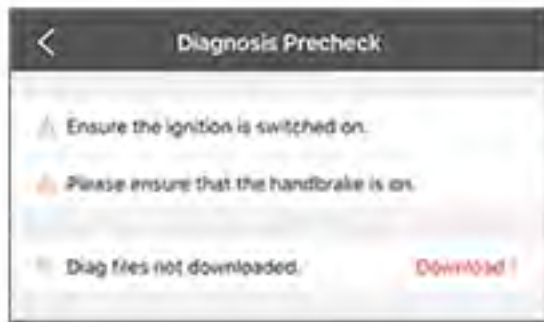 Diagnosis Precheck
Ensure the ignition is switched on.
Please ensure that the handbrake is on.
Diag files not downloaded.
Download !